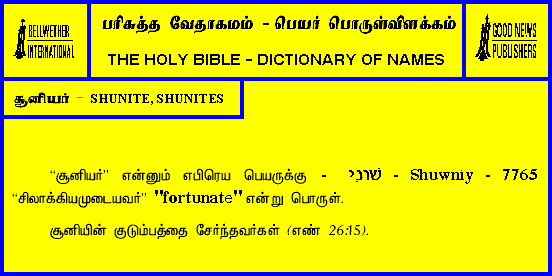 BELLWETHER
INTERNATIONAL
பரிசுத்த வேதாகமம் - பெயர் பொருள்விளக்கம்
THE HOLY BIBLE - DICTIONARY OF NAMES
GOOD NEWS
PUBLISHERS
சூனியர் - SHUNITE, SHUNITES
“சூனியர்” என்னும் எபிரெய பெயருக்கு - שׁוּנִי - Shuwniy - 7765
“சிலாக்கியமுடையவர்” "fortunate" என்று பொருள்.
சூனியின் குடும்பத்தை சேர்ந்தவர்கள் (எண் 26:15).